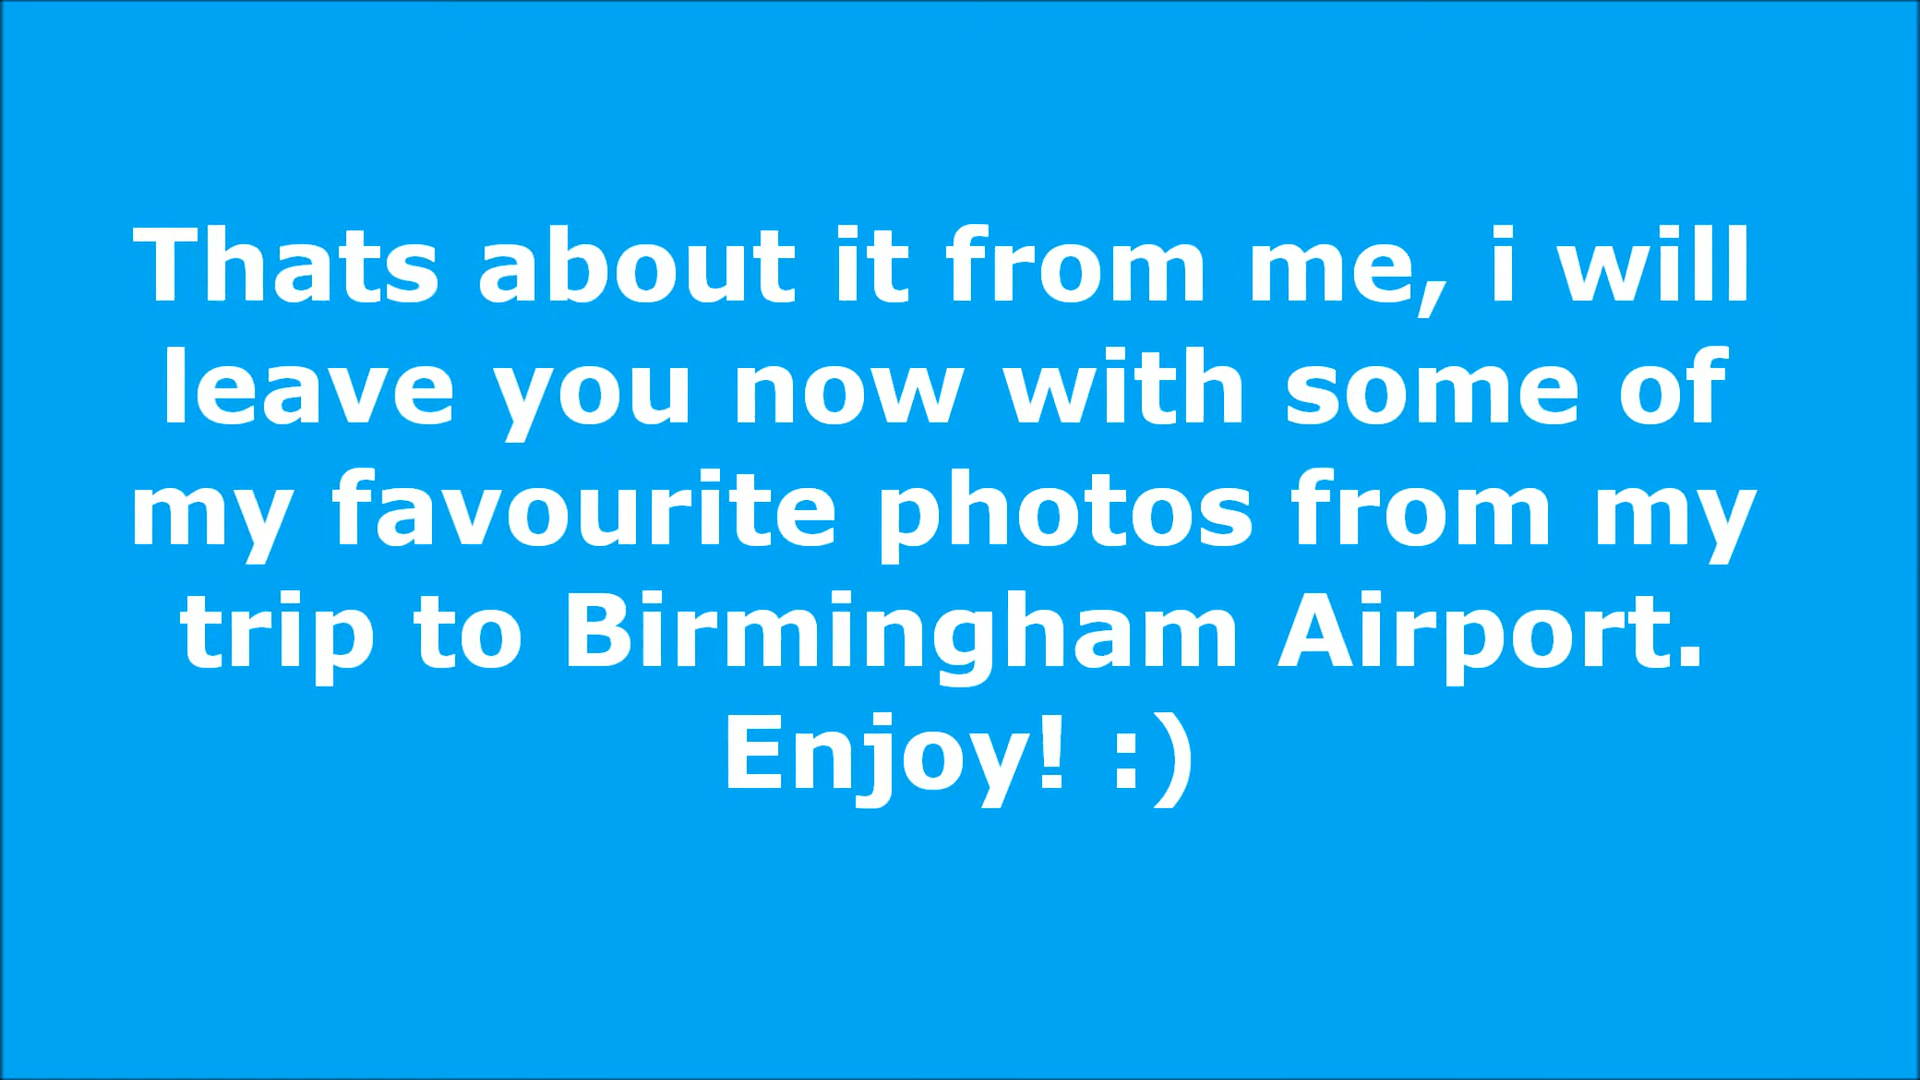 Thats about it from me, i will
leave you now with some of
my favourite photos from my
trip to Birmingham Airport.
Enjoy! :)